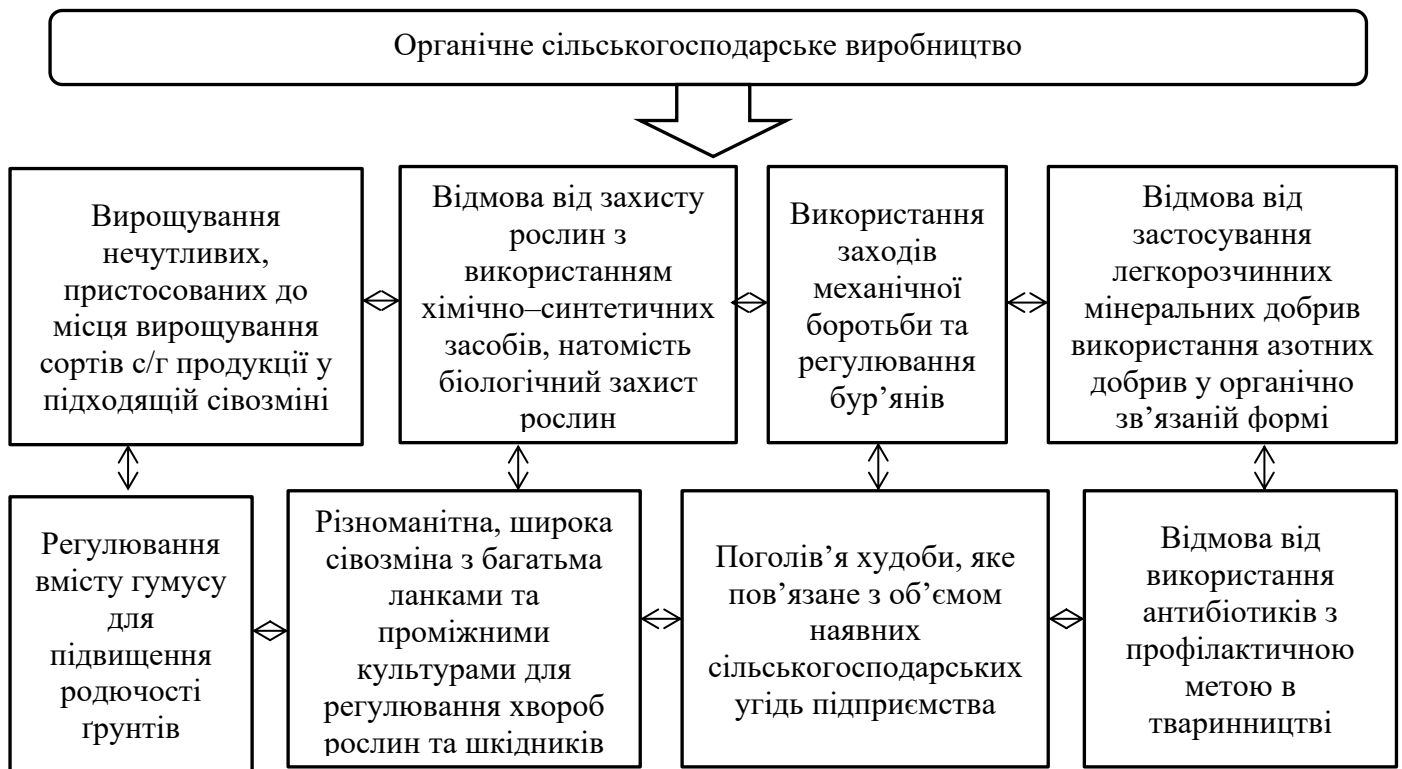 Органічне сільськогосподарське виробництво
Вирощування
нечутливих,
пристосованих до
місця вирощування
сортів с/г продукції у
підходящій сівозміні
Відмова від захисту
рослин з
використанням
хімічно–синтетичних
засобів, натомість
біологічний захист
рослин
Використання
заходів
механічної
боротьби та
регулювання
бур’янів
Відмова від
застосування
легкорозчинних
мінеральних добрив
використання азотних
добрив у органічно
зв’язаній формі
Регулювання
вмісту гумусу
для
підвищення
родючості
ґрунтів
Різноманітна, широка
сівозміна з багатьма
ланками та
проміжними
культурами для
регулювання хвороб
рослин та шкідників
Поголів’я худоби, яке
пов’язане з об’ємом
наявних
сільськогосподарських
угідь підприємства
Відмова від
використання
антибіотиків з
профілактичною
метою в
тваринництві